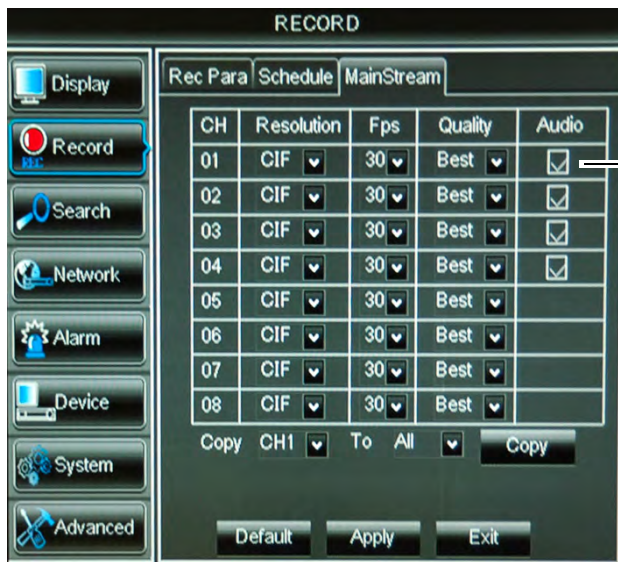 RECORD
Display
Record
REC
Search
Network
Alarm
Device
System
Advanced
Rec Para Schedule MainStream
CH Resolution Fps Quality Audio
01 CIF 30 Best
02 CIF 30 Best
03 CIF 30 Best
04 CIF 30 Best
05 CIF 30 Best
06 CIF 30 Best
07 CIF 30 Best
08 CIF 30 Best
Copy CH1 To All Copy
Default Apply Exit